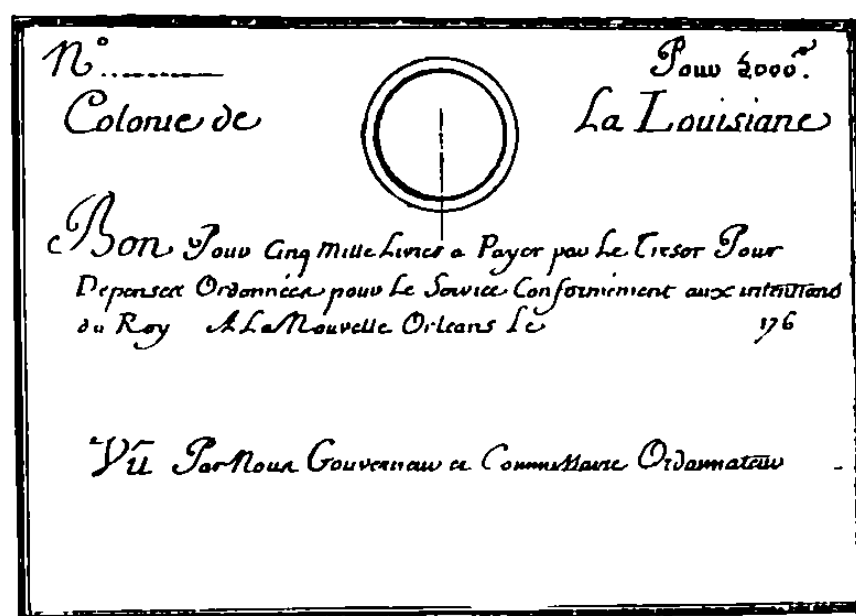 N° Pour 5000.
Colonie de La Louisiane
Bon Pour Cinq Mille Livres a Payer par Le Tresor Pour
Depenses Ordonnées pour Le Service Conformement aux intentions
du Roy A La Nouvelle Orleans Le 176
Vû Par Nous Gouverneur et Commissaire Ordonnateur